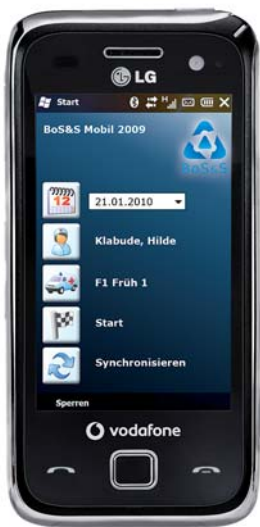 LG
Start
BoS&S Mobil 2009
BoS&S
12
21.01.2010
Klabude, Hilde
F1 Früh 1
Start
Synchronisieren
Sperren
vodafone